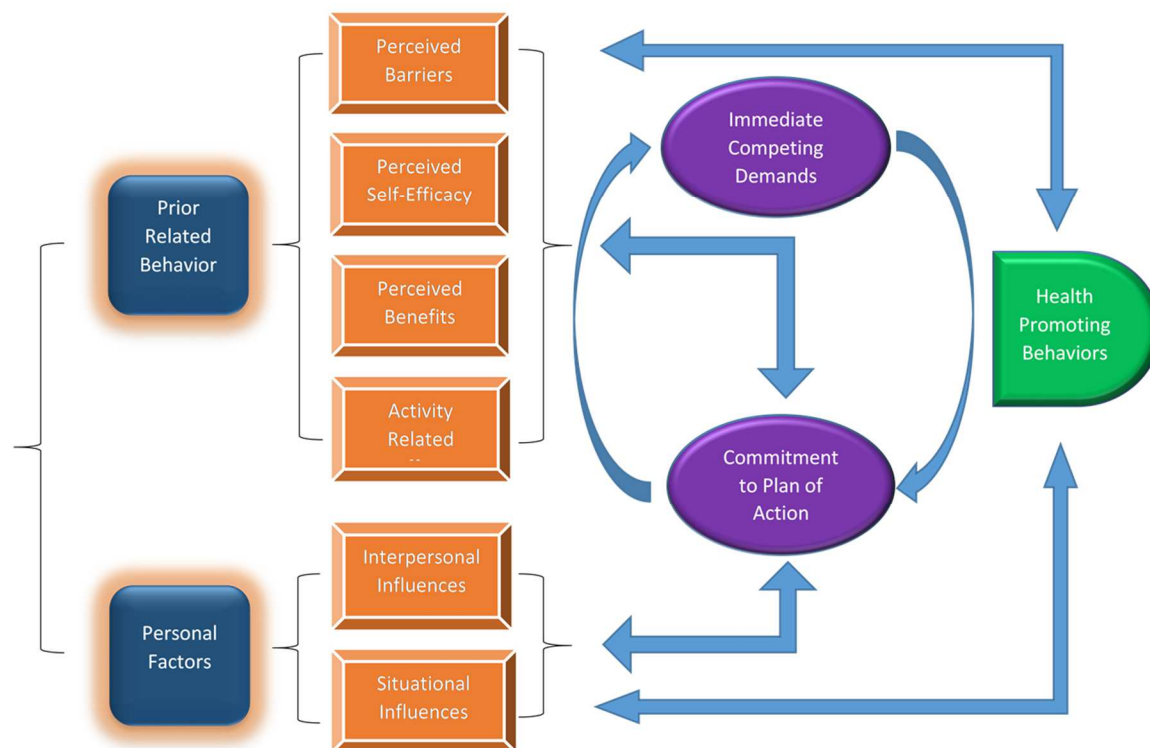 Perceived
Barriers
Perceived
Self-Efficacy
Perceived
Benefits
Activity
Related
Prior
Related
Behavior
Interpersonal
Influences
Situational
Influences
Personal
Factors
Immediate
Competing
Demands
Commitment
to Plan of
Action
Health
Promoting
Behaviors